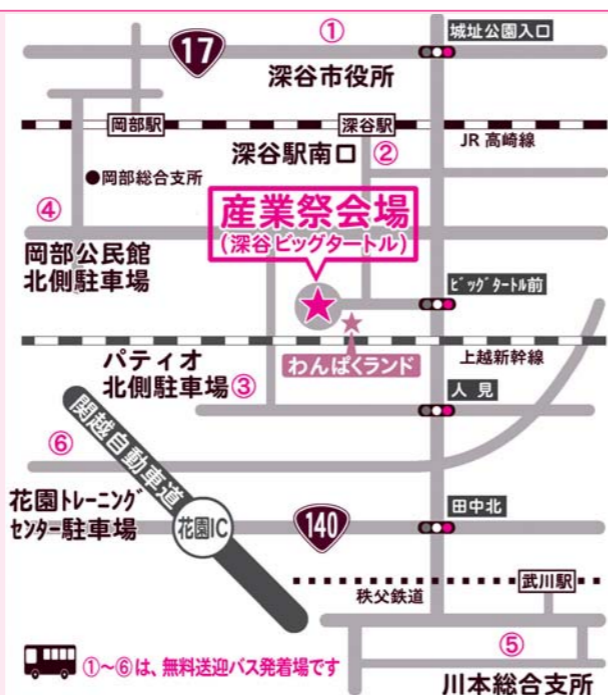 ①
城址公園入口
17
深谷市役所
岡部駅
深谷駅
JR 高崎線
深谷駅南口
②
●岡部総合支所
④
産業祭会場
(深谷ビッグタートル)
岡部公民館
北側駐車場
ビッグタートル前
★
★
わんぱくランド
上越新幹線
パティオ
北側駐車場③
人見
関越自動車道
⑥
花園トレーニング
センター駐車場
花園IC
140
田中北
秩父鉄道
武川駅
⑤
①~⑥は、無料送迎バス発着場です
川本総合支所